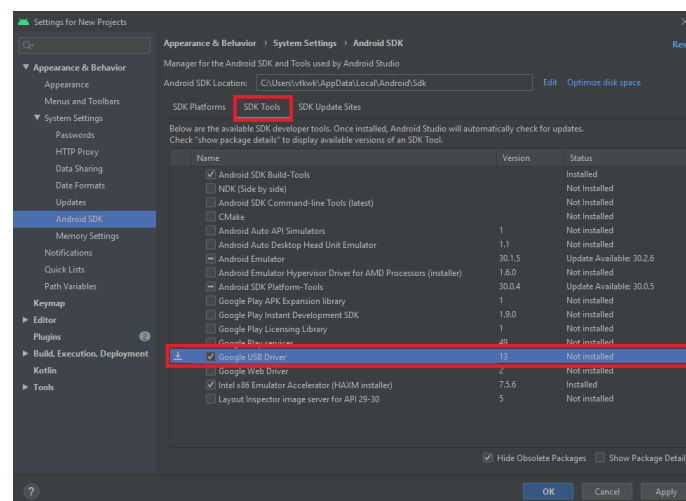 Settings for New Projects
Appearance & Behavior
Appearance
Menus and Toolbars
System Settings
Passwords
HTTP Proxy
Data Sharing
Date Formats
Updates
Android SDK
Memory Settings
Notifications
Quick Lists
Path Variables
Keymap
Editor
Plugins 2
Build, Execution, Deployment
Kotlin
Tools
Appearance & Behavior › System Settings › Android SDK Res
Manager for the Android SDK and Tools used by Android Studio
Android SDK Location: C:\Users\vtkwk\AppData\Local\Android\Sdk Edit Optimize disk space
SDK Platforms SDK Tools SDK Update Sites
Below are the available SDK developer tools. Once installed, Android Studio will automatically check for updates.
Check "show package details" to display available versions of an SDK Tool.
Name Version Status
Android SDK Build-Tools Installed
NDK (Side by side) Not Installed
Android SDK Command-line Tools (latest) Not Installed
CMake Not Installed
Android Auto API Simulators 1 Not installed
Android Auto Desktop Head Unit Emulator 1.1 Not installed
Android Emulator 30.1.5 Update Available: 30.2.6
Android Emulator Hypervisor Driver for AMD Processors (installer) 1.6.0 Not installed
Android SDK Platform-Tools 30.0.4 Update Available: 30.0.5
Google Play APK Expansion library 1 Not installed
Google Play Instant Development SDK 1.9.0 Not installed
Google Play Licensing Library 1 Not installed
Google Play services 49 Not installed
Google USB Driver 13 Not installed
Google Web Driver 2 Not installed
Intel x86 Emulator Accelerator (HAXM installer) 7.5.6 Installed
Layout Inspector image server for API 29-30 5 Not installed
Hide Obsolete Packages Show Package Detail
? OK Cancel Apply